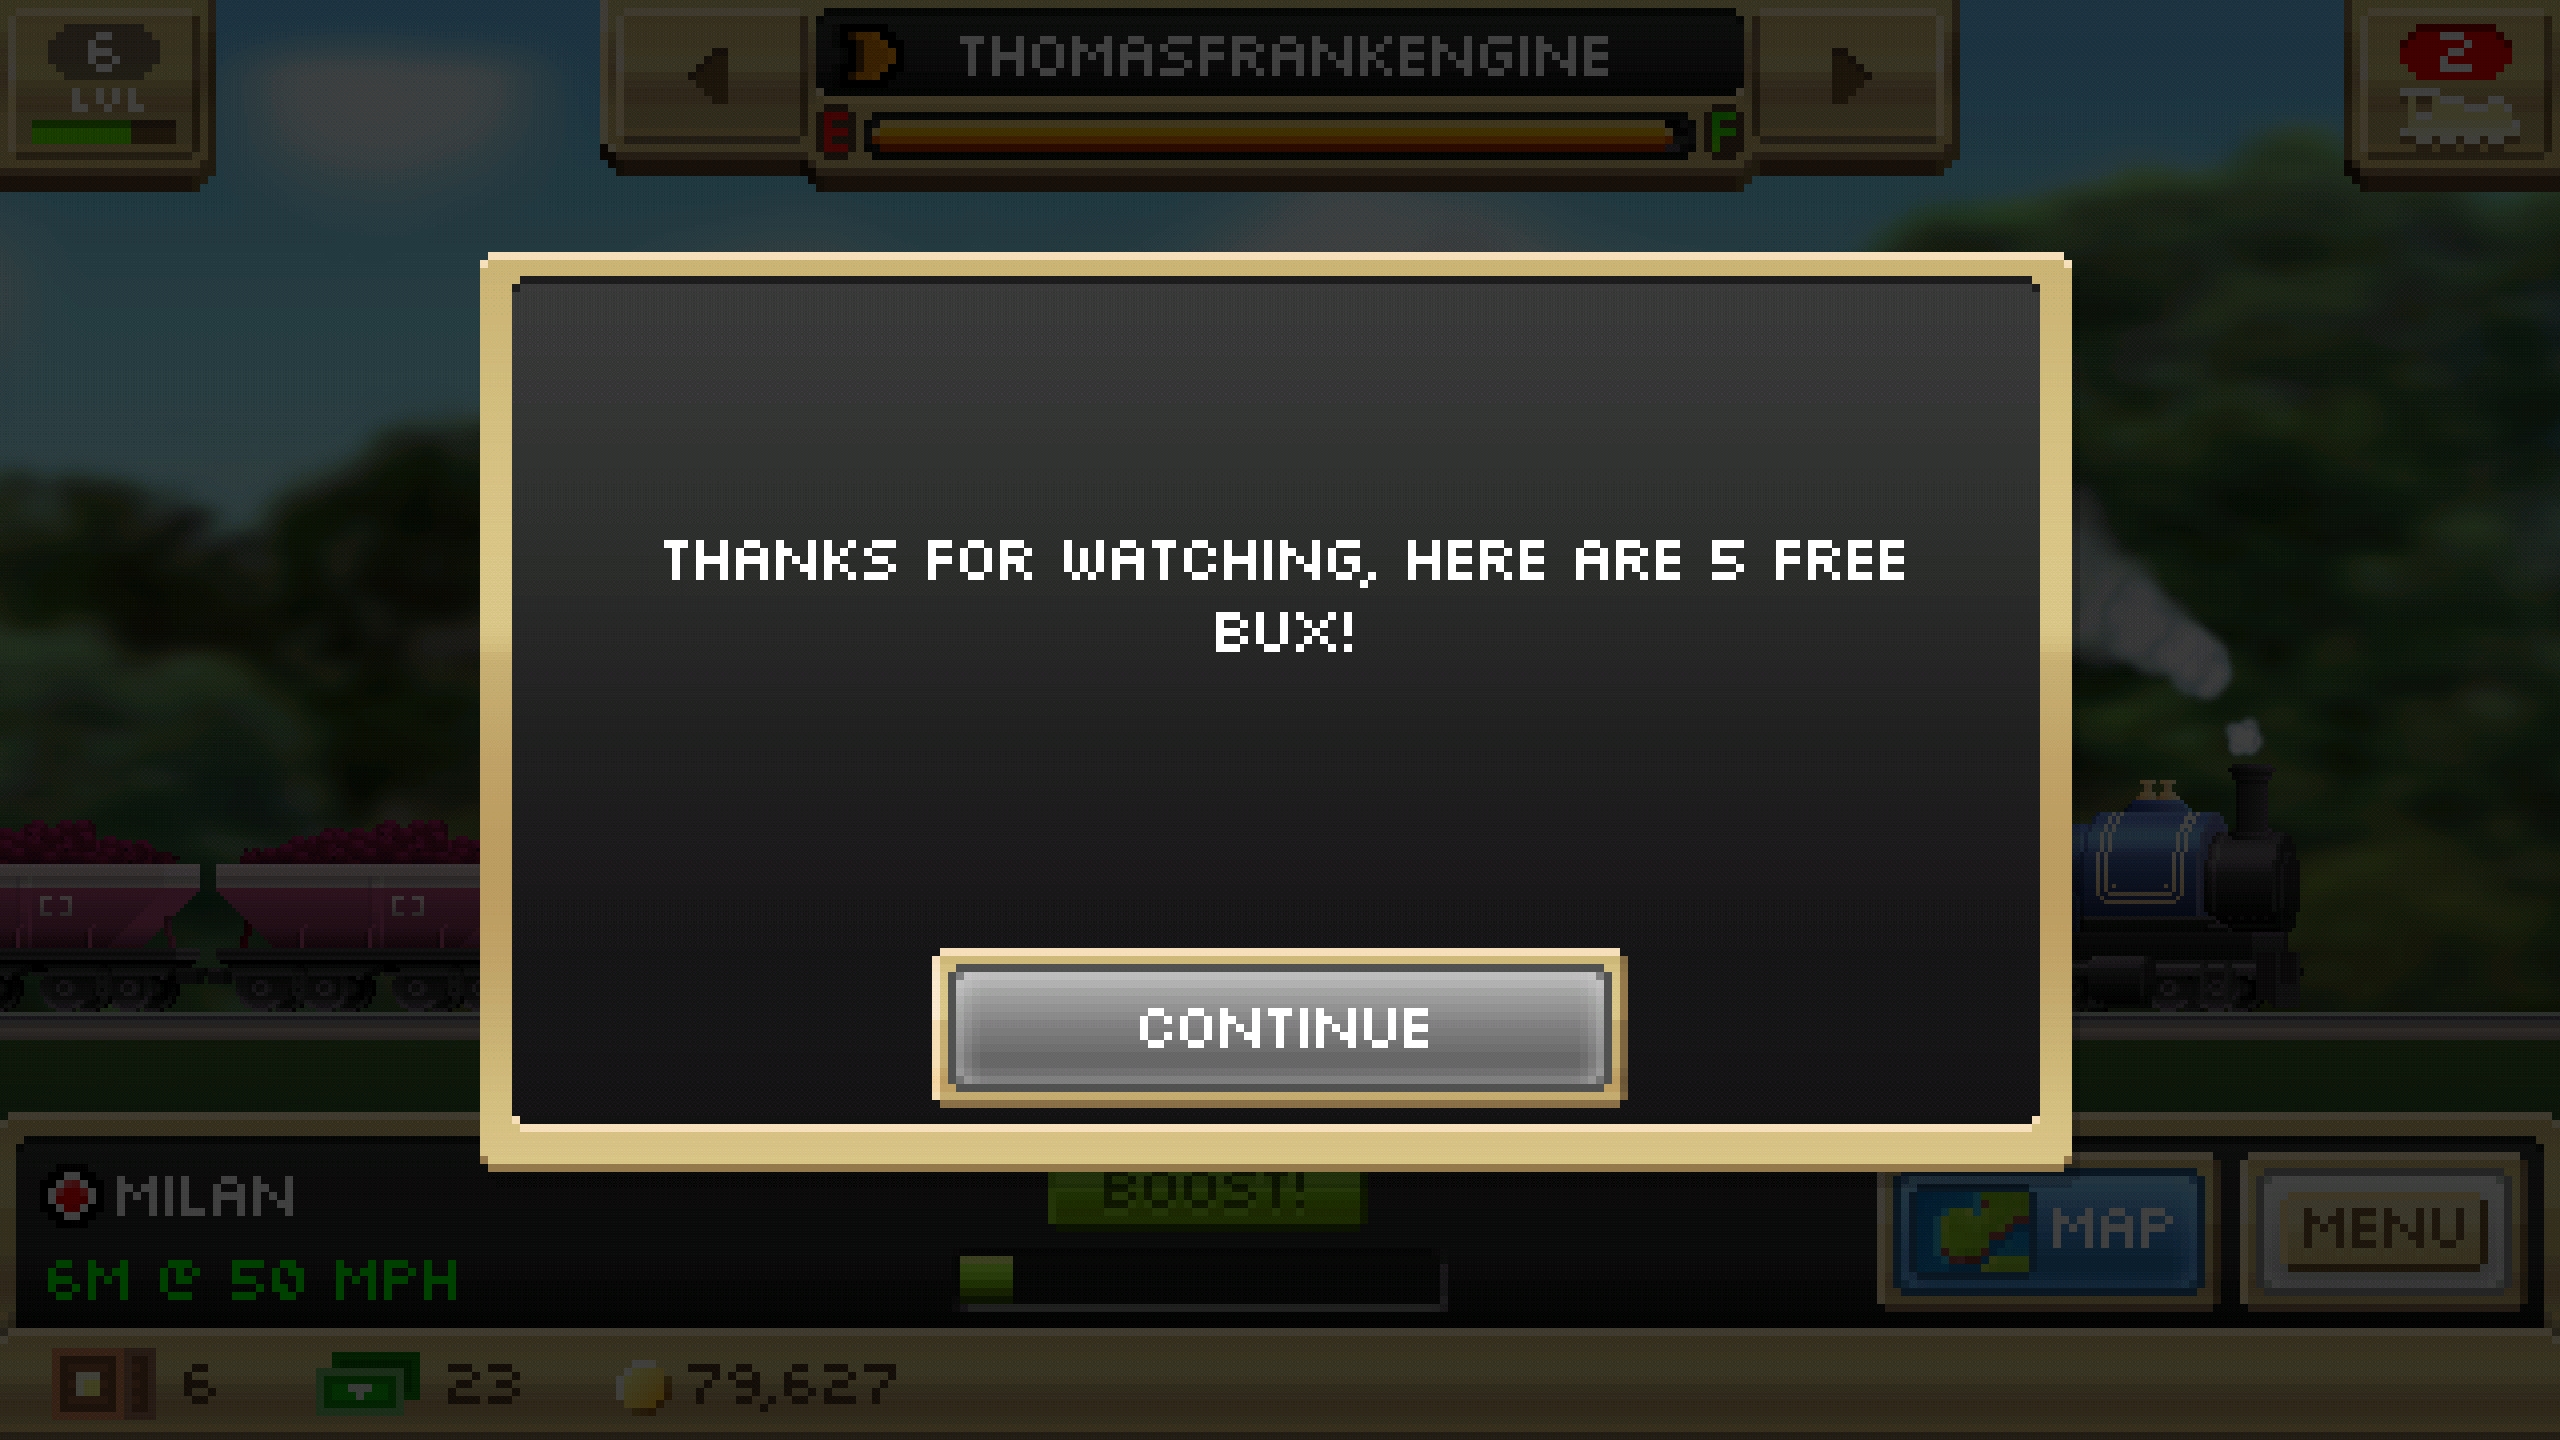 6
LVL
THOMASFRANKENGINE
E
F
2
THANKS FOR WATCHING, HERE ARE 5 FREE
BUX!
CONTINUE
MILAN
6M @ 50 MPH
BOOST!
MAP
MENU
6
23
79,627